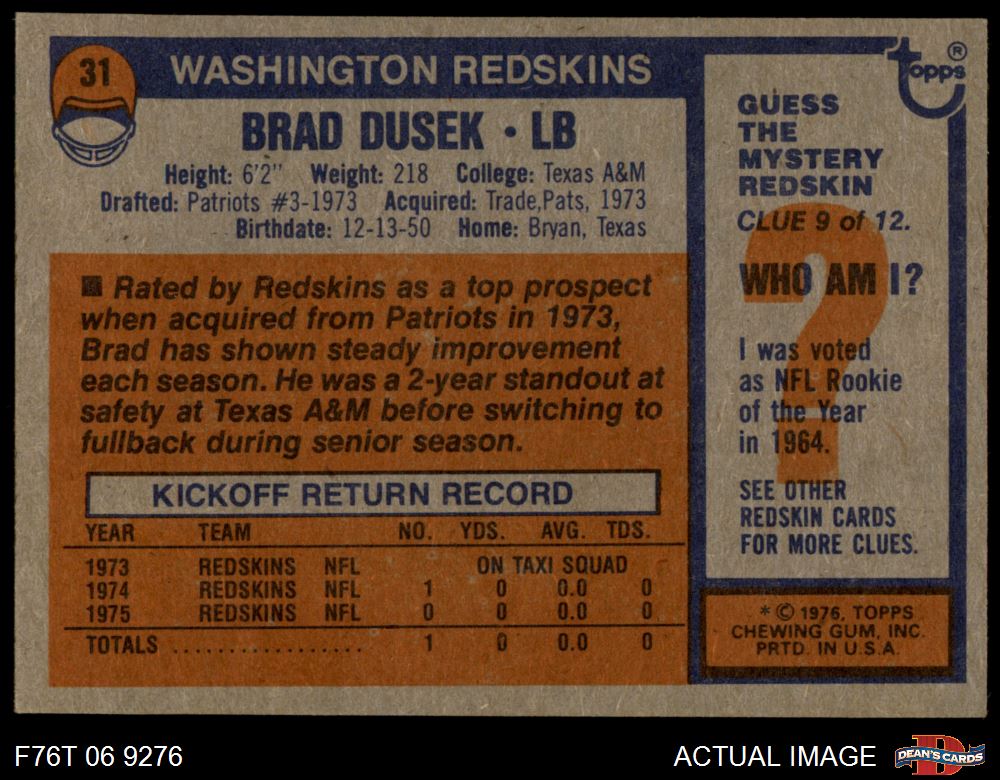 31
WASHINGTON REDSKINS
BRAD DUSEK • LB
Height: 6'2" Weight: 218 College: Texas A&M
Drafted: Patriots #3-1973 Acquired: Trade,Pats, 1973
Birthdate: 12-13-50 Home: Bryan, Texas
■ Rated by Redskins as a top prospect
when acquired from Patriots in 1973,
Brad has shown steady improvement
each season. He was a 2-year standout at
safety at Texas A&M before switching to
fullback during senior season.
KICKOFF RETURN RECORD
YEAR TEAM NO. YDS. AVG. TDS.
1973 REDSKINS NFL ON TAXI SQUAD
1974 REDSKINS NFL 1 0 0.0 0
1975 REDSKINS NFL 0 0 0.0 0
TOTALS .................. 1 0 0.0 0
Topps ®
GUESS
THE
MYSTERY
REDSKIN
CLUE 9 of 12.
?
WHO AM I?
I was voted
as NFL Rookie
of the Year
in 1964.
SEE OTHER
REDSKIN CARDS
FOR MORE CLUES.
* © 1976, TOPPS
CHEWING GUM, INC.
PRTD. IN U.S.A.
F76T 06 9276
ACTUAL IMAGE
D
DEAN'S CARDS